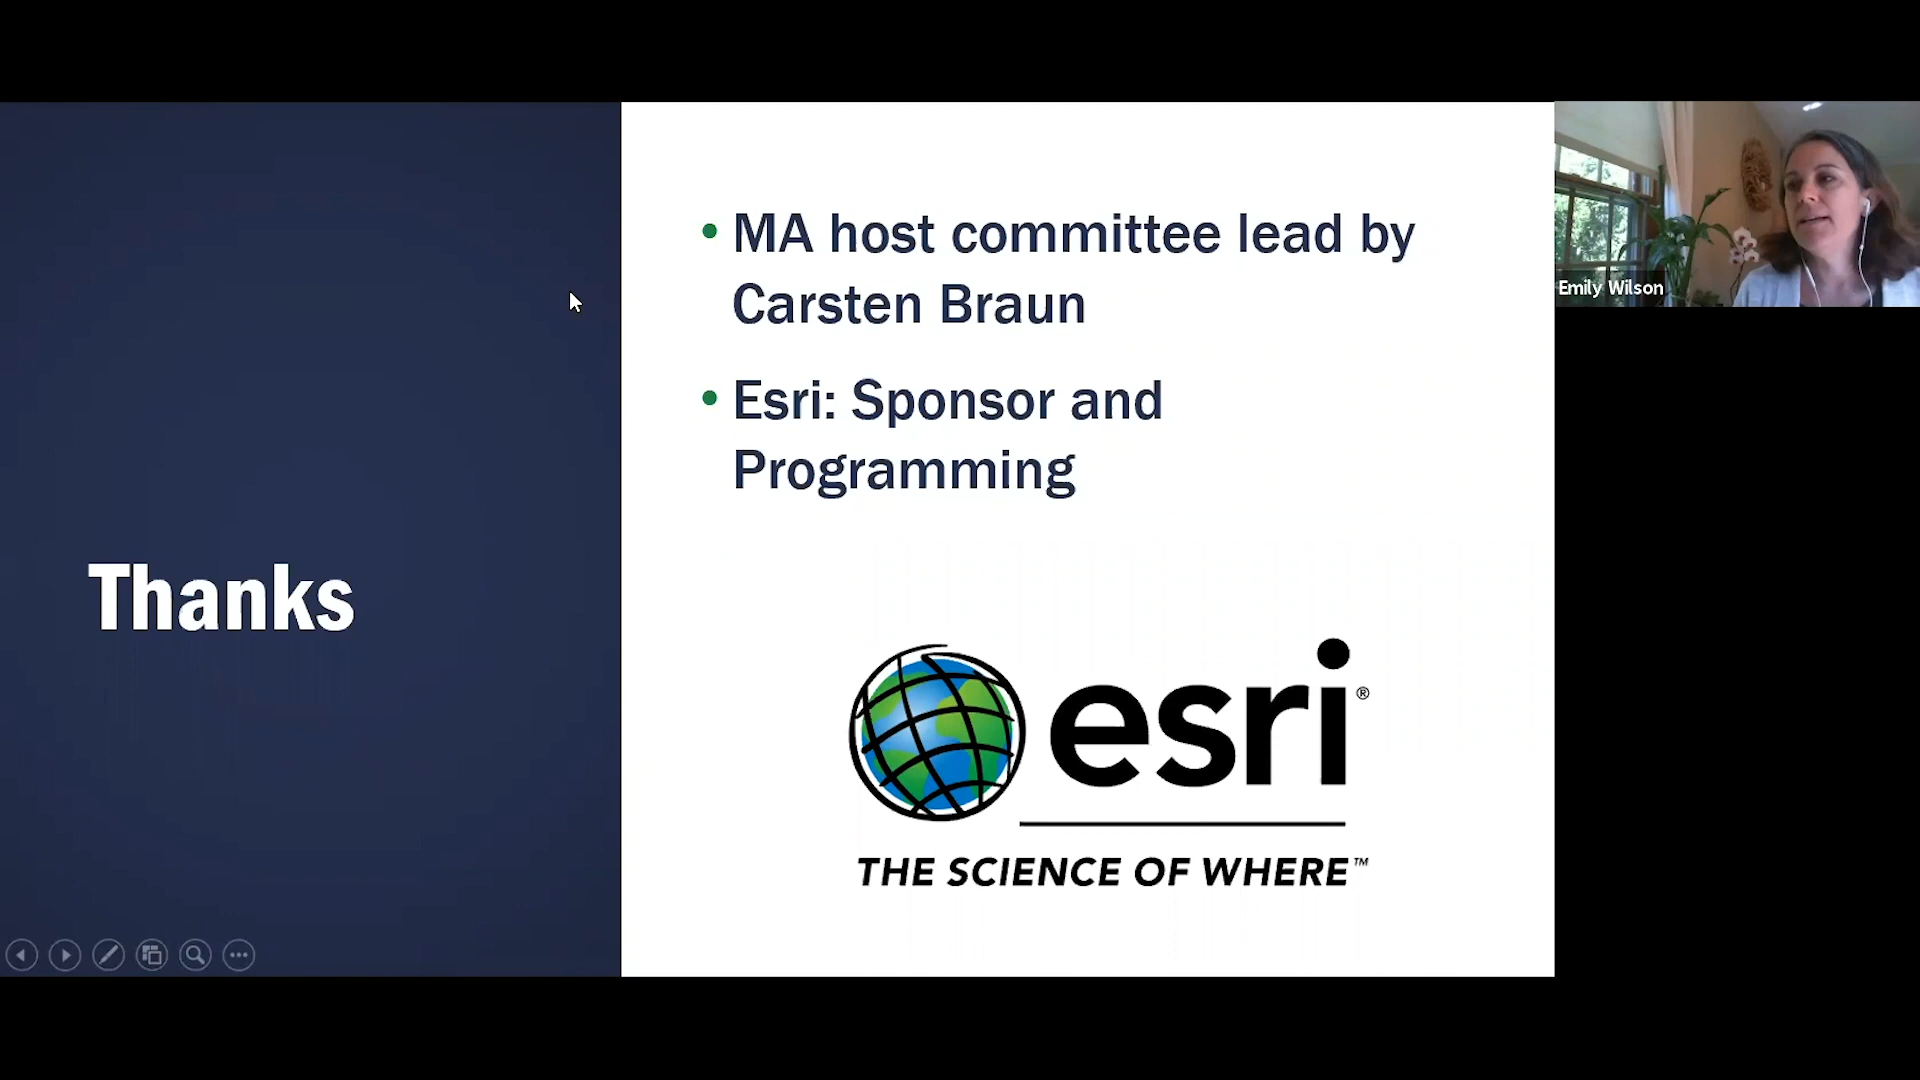 Thanks
• MA host committee lead by
Carsten Braun
• Esri: Sponsor and
Programming
esri®
THE SCIENCE OF WHERE™
Emily Wilson